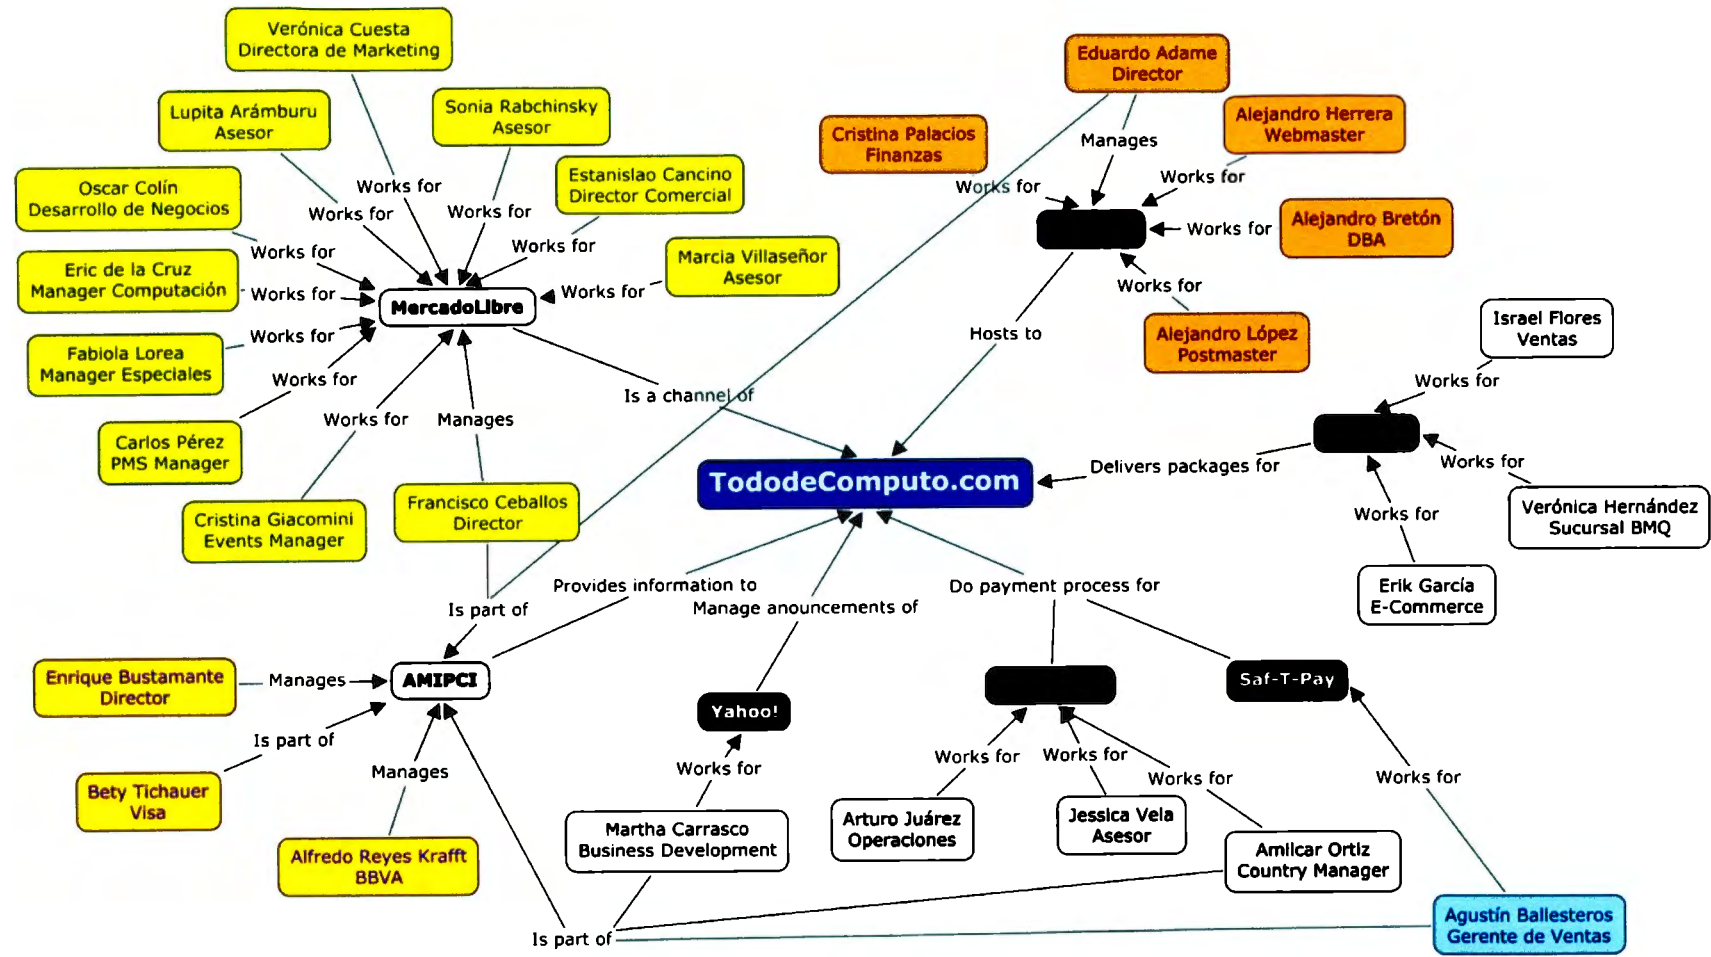 Verónica Cuesta
Directora de Marketing
Lupita Arámburu
Asesor
Sonia Rabchinsky
Asesor
Oscar Colín
Desarrollo de Negocios
Estanislao Cancino
Director Comercial
Eric de la Cruz
Manager Computación
Marcia Villaseñor
Asesor
Fabiola Lorea
Manager Especiales
Carlos Pérez
PMS Manager
Cristina Giacomini
Events Manager
Francisco Ceballos
Director
Works for
Works for
Works for
Works for
Works for
Works for
Works for
Works for
Works for
Works for
Manages
MercadoLibre
Is a channel of
Eduardo Adame
Director
Cristina Palacios
Finanzas
Alejandro Herrera
Webmaster
Alejandro Bretón
DBA
Alejandro López
Postmaster
Manages
Works for
Works for
Works for
Works for
Hosts to
Israel Flores
Ventas
Works for
Delivers packages for
Works for
Verónica Hernández
Sucursal BMQ
Works for
Erik García
E-Commerce
TododeComputo.com
Provides information to
Manage anouncements of
Do payment process for
Is part of
Enrique Bustamante
Director
Manages
AMIPCI
Is part of
Bety Tichauer
Visa
Manages
Alfredo Reyes Krafft
BBVA
Yahoo!
Works for
Martha Carrasco
Business Development
Saf-T-Pay
Works for
Works for
Works for
Works for
Arturo Juárez
Operaciones
Jessica Vela
Asesor
Amilcar Ortiz
Country Manager
Agustín Ballesteros
Gerente de Ventas
Is part of